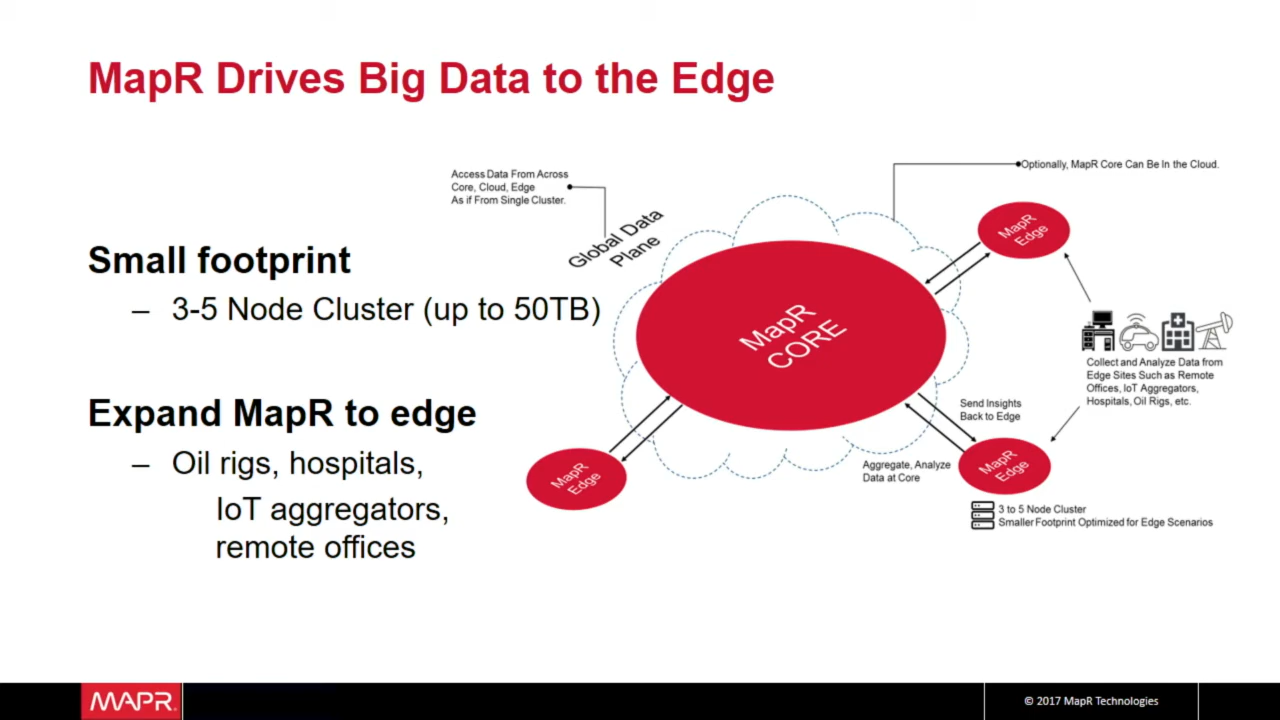 MapR Drives Big Data to the Edge
Small footprint
– 3-5 Node Cluster (up to 50TB)
Expand MapR to edge
– Oil rigs, hospitals,
IoT aggregators,
remote offices
Access Data From Across
Core, Cloud, Edge
As if From Single Cluster.
Global Data
Plane
Optionally, MapR Core Can Be In the Cloud.
MapR
Edge
MapR
CORE
Collect and Analyze Data from
Edge Sites Such as Remote
Offices, IoT Aggregators,
Hospitals, Oil Rigs, etc.
Send Insights
Back to Edge
Aggregate, Analyze
Data at Core
MapR
Edge
MapR
Edge
3 to 5 Node Cluster
Smaller Footprint Optimized for Edge Scenarios
MAPR
© 2017 MapR Technologies